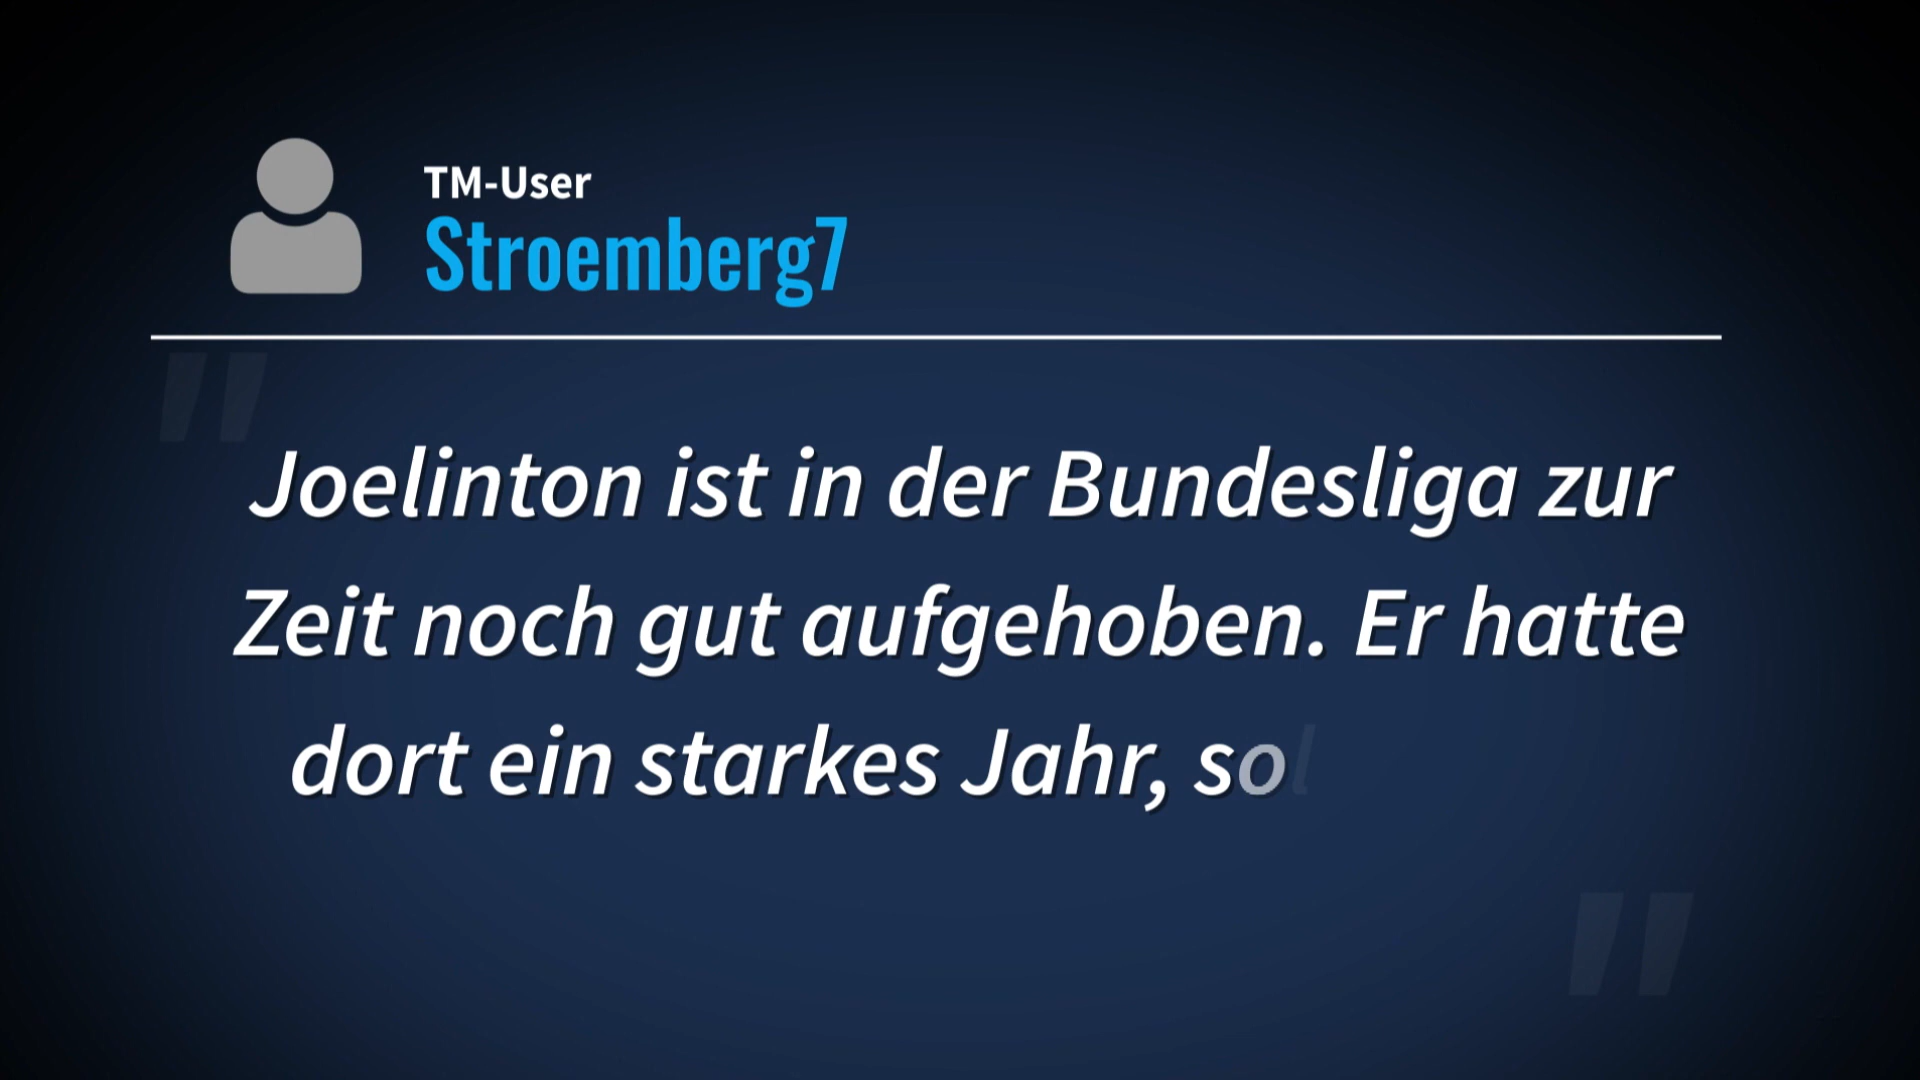 TM-User
Stroemberg7
"
Joelinton ist in der Bundesliga zur
Zeit noch gut aufgehoben. Er hatte
dort ein starkes Jahr, sol
"